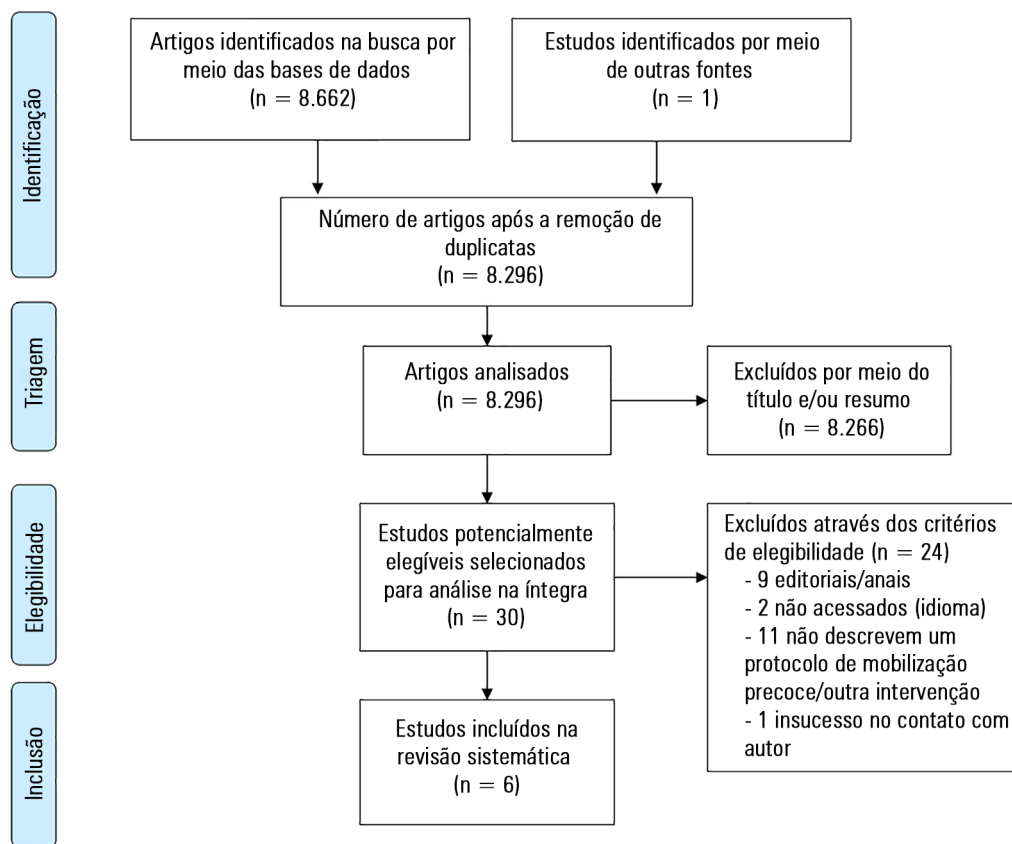 Identificação
Artigos identificados na busca por
meio das bases de dados
(n = 8.662)
Estudos identificados por meio
de outras fontes
(n = 1)
Número de artigos após a remoção de
duplicatas
(n = 8.296)
Triagem
Artigos analisados
(n = 8.296)
Excluídos por meio do
título e/ou resumo
(n = 8.266)
Elegibilidade
Estudos potencialmente
elegíveis selecionados
para análise na íntegra
(n = 30)
Excluídos através dos critérios
de elegibilidade (n = 24)
- 9 editoriais/anais
- 2 não acessados (idioma)
- 11 não descrevem um
protocolo de mobilização
precoce/outra intervenção
- 1 insucesso no contato com
autor
Inclusão
Estudos incluídos na
revisão sistemática
(n = 6)